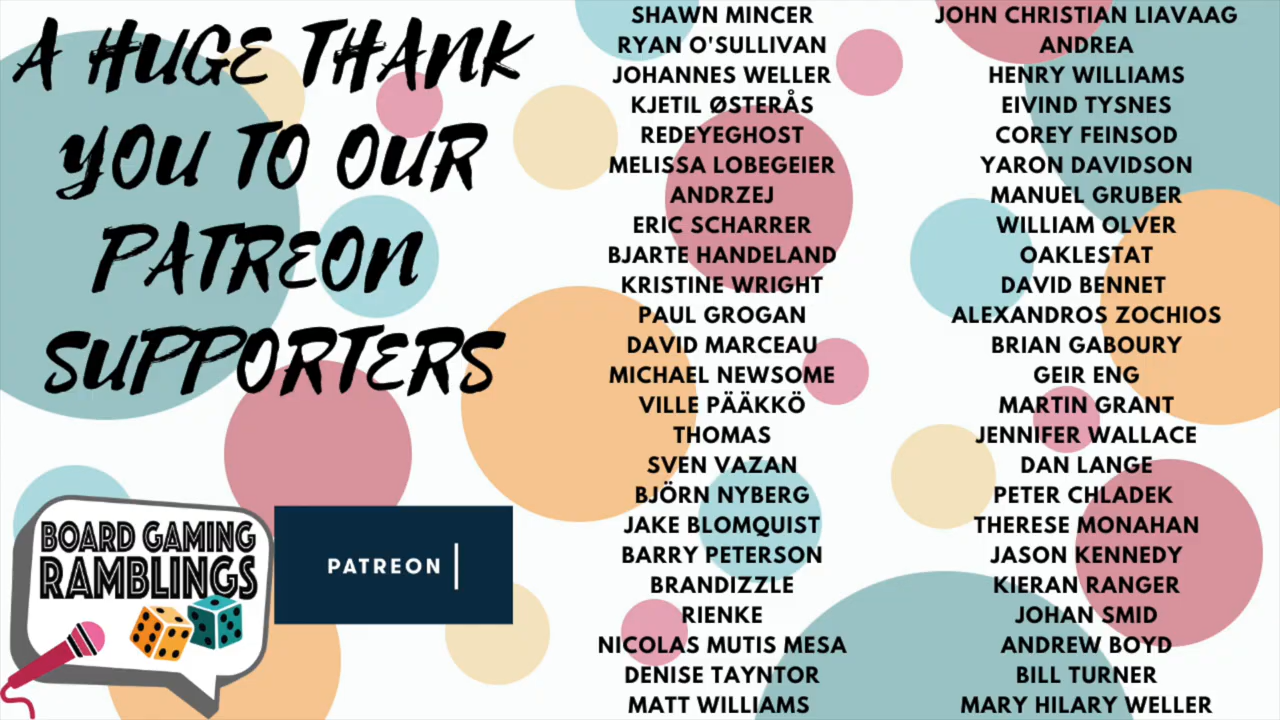 A HUGE THANK
YOU TO OUR
PATREON
SUPPORTERS
BOARD GAMING
RAMBLINGS
PATREON
SHAWN MINCER
RYAN O'SULLIVAN
JOHANNES WELLER
KJETIL ØSTERÅS
REDEYEGHOST
MELISSA LOBEGEIER
ANDRZEJ
ERIC SCHARRER
BJARTE HANDELAND
KRISTINE WRIGHT
PAUL GROGAN
DAVID MARCEAU
MICHAEL NEWSOME
VILLE PÄÄKKÖ
THOMAS
SVEN VAZAN
BJÖRN NYBERG
JAKE BLOMQUIST
BARRY PETERSON
BRANDIZZLE
RIENKE
NICOLAS MUTIS MESA
DENISE TAYNTOR
MATT WILLIAMS
JOHN CHRISTIAN LIAVAAG
ANDREA
HENRY WILLIAMS
EIVIND TYSNES
COREY FEINSOD
YARON DAVIDSON
MANUEL GRUBER
WILLIAM OLVER
OAKLESTAT
DAVID BENNET
ALEXANDROS ZOCHIOS
BRIAN GABOURY
GEIR ENG
MARTIN GRANT
JENNIFER WALLACE
DAN LANGE
PETER CHLADEK
THERESE MONAHAN
JASON KENNEDY
KIERAN RANGER
JOHAN SMID
ANDREW BOYD
BILL TURNER
MARY HILARY WELLER